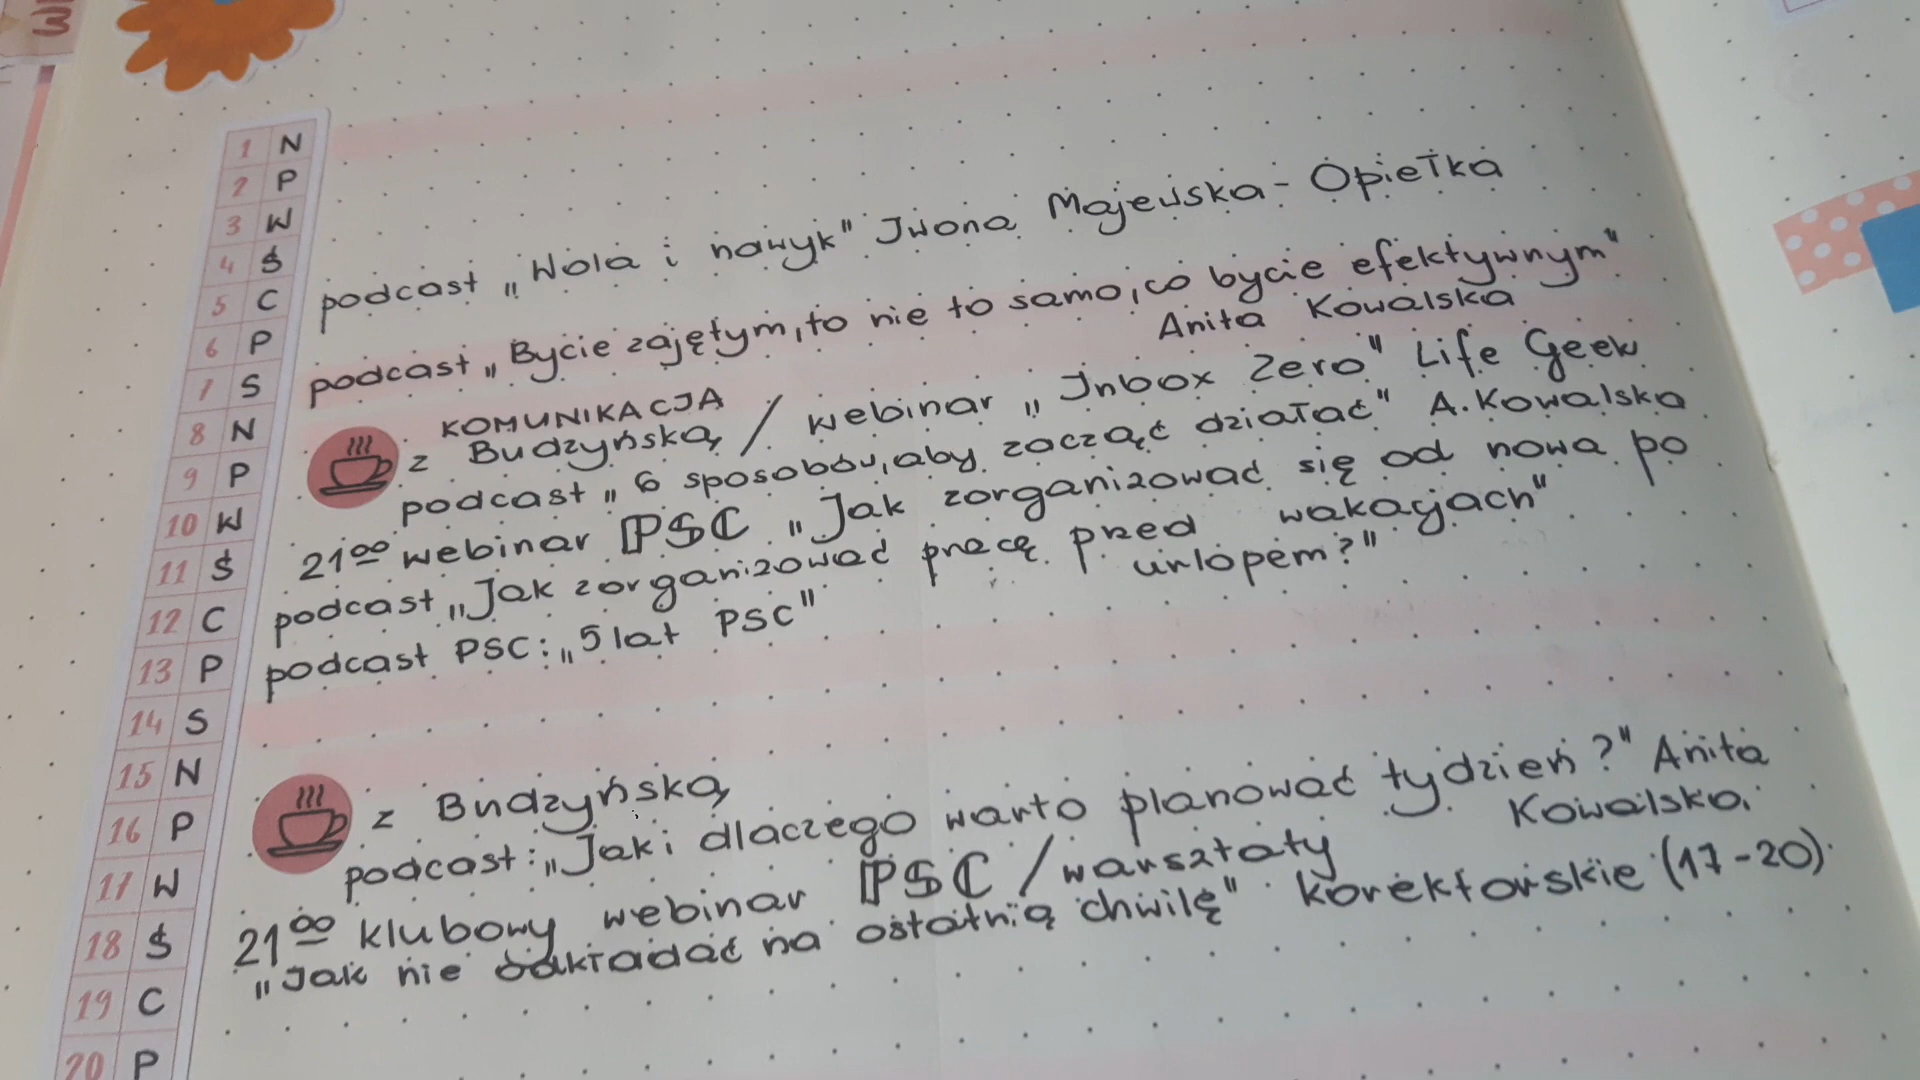 1 N
2 P
3 W
4 Ś
5 C
podcast „Wola i nawyk" Iwona Majewska-Opiełka
6 P
7 S
podcast „Bycie zajętym, to nie to samo, co bycie efektywnym"
Anita Kowalska
8 N
KOMUNIKACJA
9 P
z Budzyńską / webinar „Inbox Zero" Life Geek
podcast „6 sposobów, aby zacząć działać" A. Kowalska
10 W
11 Ś
21⁰⁰ webinar PSC „Jak zorganizować się od nowa po
wakacjach"
12 C
podcast „Jak zorganizować pracę przed
urlopem?"
13 P
podcast PSC: „5 lat PSC"
14 S
15 N
16 P
z Budzyńską
podcast: „Jak i dlaczego warto planować tydzień?" Anita
Kowalska
17 W
18 Ś
21⁰⁰ klubowy webinar PSC / warsztaty
„Jak nie odkładać na ostatnią chwilę" korektorskie (17-20)
19 C
20 P